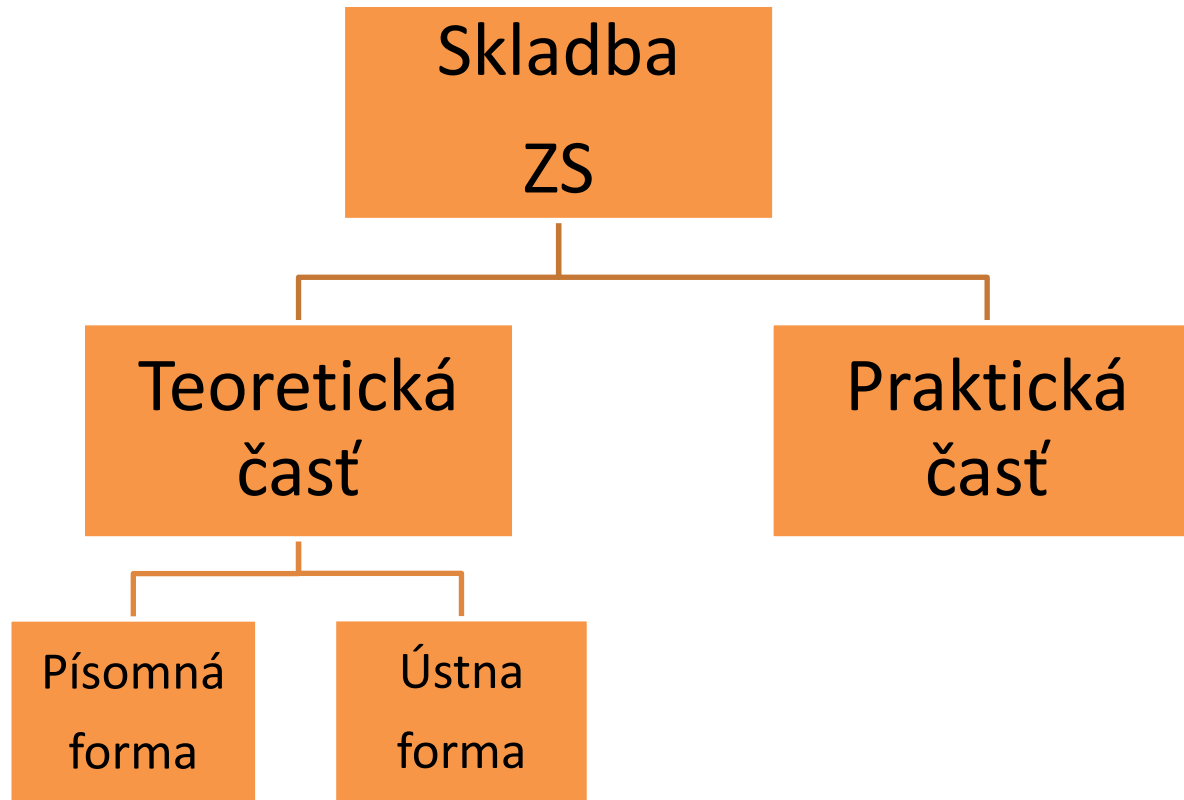 Skladba
ZS
Teoretická
časť
Praktická
časť
Písomná
forma
Ústna
forma